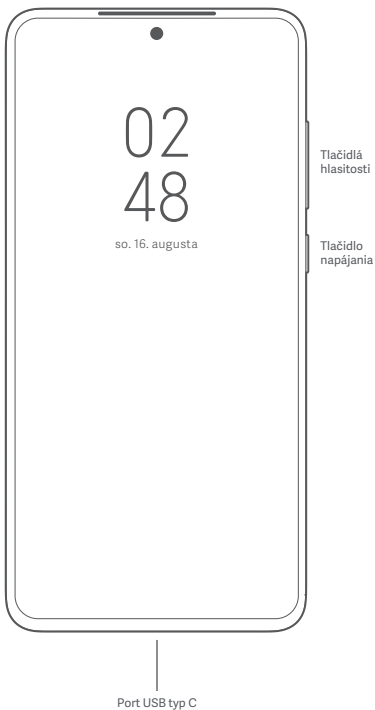 02
48
so. 16. augusta
Tlačidlá
hlasitosti
Tlačidlo
napájania
Port USB typ C